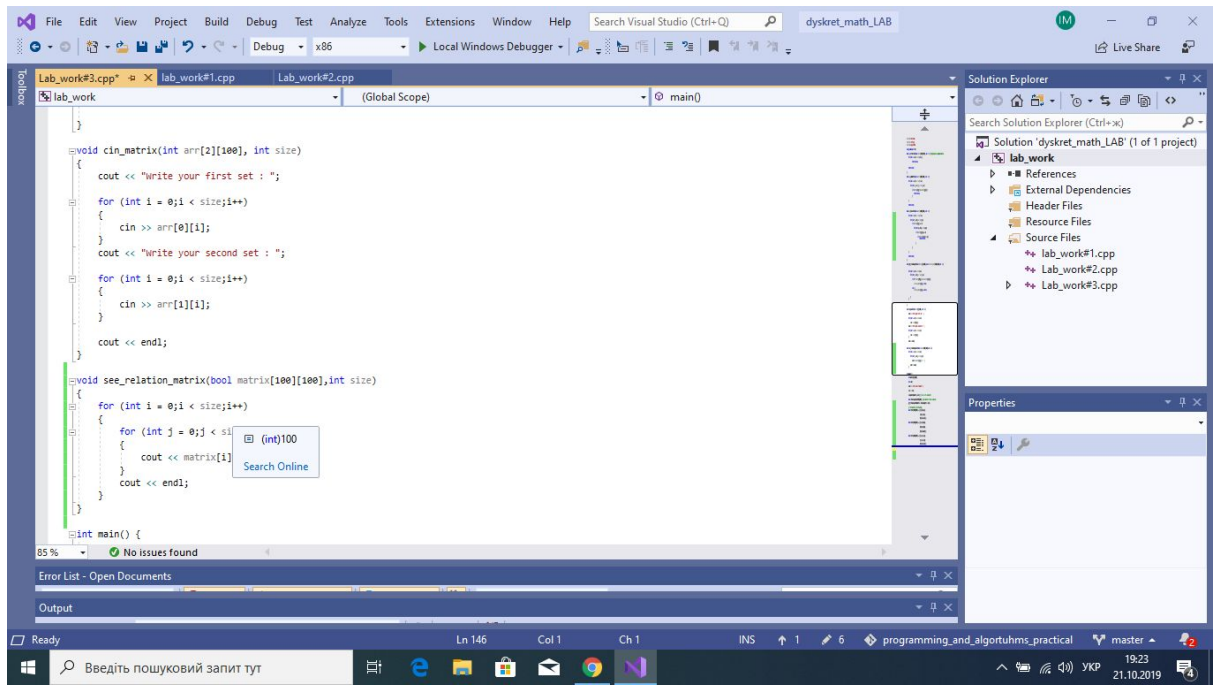 File Edit View Project Build Debug Test Analyze Tools Extensions Window Help Search Visual Studio (Ctrl+Q) dyskret_math_LAB IM
Debug x86 Local Windows Debugger Live Share
Toolbox
Lab_work#3.cpp* lab_work#1.cpp Lab_work#2.cpp
lab_work (Global Scope) main()
}
void cin_matrix(int arr[2][100], int size)
{
cout << "Write your first set : ";
for (int i = 0;i < size;i++)
{
cin >> arr[0][i];
}
cout << "Write your second set : ";
for (int i = 0;i < size;i++)
{
cin >> arr[1][i];
}
cout << endl;
}
void see_relation_matrix(bool matrix[100][100],int size)
{
for (int i = 0;i < size;i++)
{
for (int j = 0;j < si
{
cout << matrix[i]
}
cout << endl;
}
}
int main() {
(int)100
Search Online
85 % No issues found
Error List - Open Documents
Output
Solution Explorer
Search Solution Explorer (Ctrl+ж)
Solution 'dyskret_math_LAB' (1 of 1 project)
lab_work
References
External Dependencies
Header Files
Resource Files
Source Files
lab_work#1.cpp
Lab_work#2.cpp
Lab_work#3.cpp
Properties
Ready Ln 146 Col 1 Ch 1 INS 1 6 programming_and_algortuhms_practical master 2
Введіть пошуковий запит тут УКР 19:23
21.10.2019 4